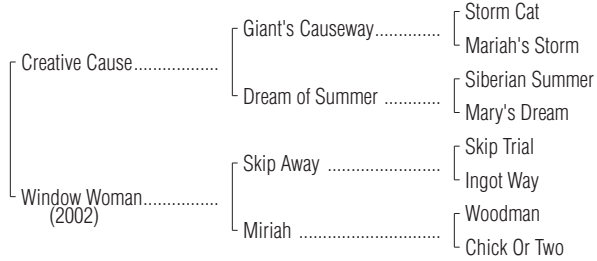 Storm Cat
Giant's Causeway..............
Mariah's Storm
Creative Cause..................
Siberian Summer
Dream of Summer ............
Mary's Dream
Skip Trial
Skip Away ........................
Ingot Way
Window Woman................
(2002)
Woodman
Miriah ..............................
Chick Or Two